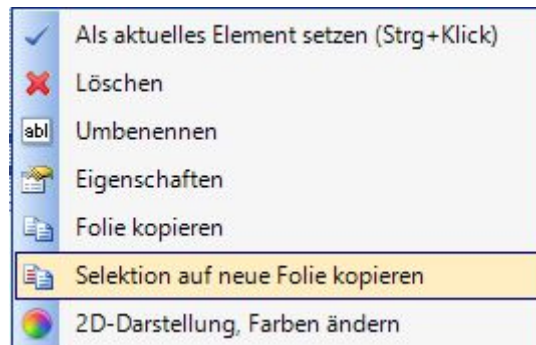 Als aktuelles Element setzen (Strg+Klick)
Löschen
abl Umbenennen
Eigenschaften
Folie kopieren
Selektion auf neue Folie kopieren
2D-Darstellung, Farben ändern